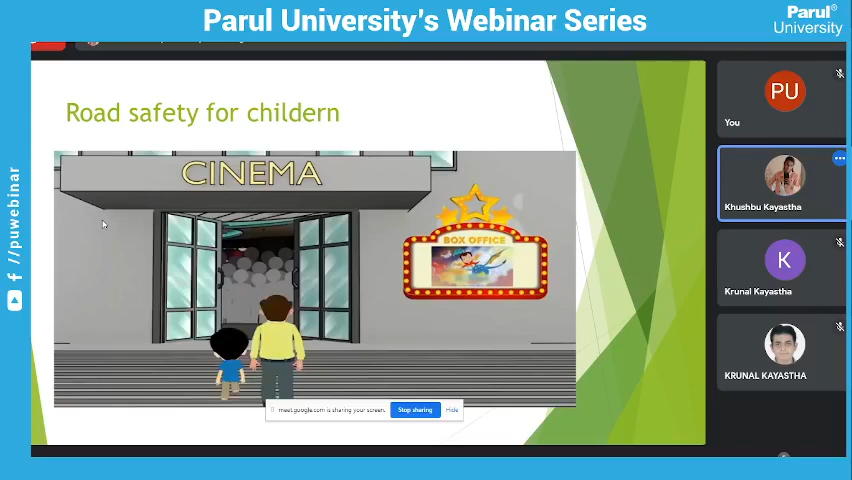 Parul University's Webinar Series
Parul®
University
//puwebinar
Road safety for childern
CINEMA
BOX OFFICE
meet.google.com is sharing your screen.
Stop sharing
Hide
PU
You
Khushbu Kayastha
K
Krunal Kayastha
KRUNAL KAYASTHA